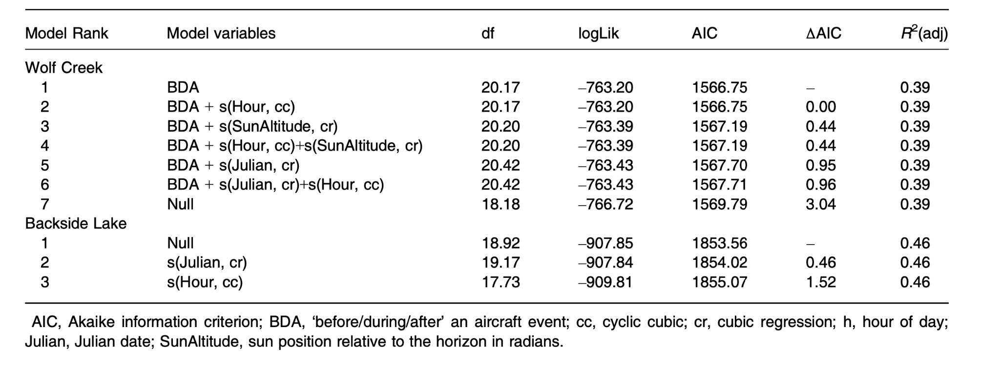 Model Rank Model variables df logLik AIC ΔAIC R²(adj)
Wolf Creek
1 BDA 20.17 –763.20 1566.75 – 0.39
2 BDA + s(Hour, cc) 20.17 –763.20 1566.75 0.00 0.39
3 BDA + s(SunAltitude, cr) 20.20 –763.39 1567.19 0.44 0.39
4 BDA + s(Hour, cc)+s(SunAltitude, cr) 20.20 –763.39 1567.19 0.44 0.39
5 BDA + s(Julian, cr) 20.42 –763.43 1567.70 0.95 0.39
6 BDA + s(Julian, cr)+s(Hour, cc) 20.42 –763.43 1567.71 0.96 0.39
7 Null 18.18 –766.72 1569.79 3.04 0.39
Backside Lake
1 Null 18.92 –907.85 1853.56 – 0.46
2 s(Julian, cr) 19.17 –907.84 1854.02 0.46 0.46
3 s(Hour, cc) 17.73 –909.81 1855.07 1.52 0.46
AIC, Akaike information criterion; BDA, ‘before/during/after’ an aircraft event; cc, cyclic cubic; cr, cubic regression; h, hour of day;
Julian, Julian date; SunAltitude, sun position relative to the horizon in radians.